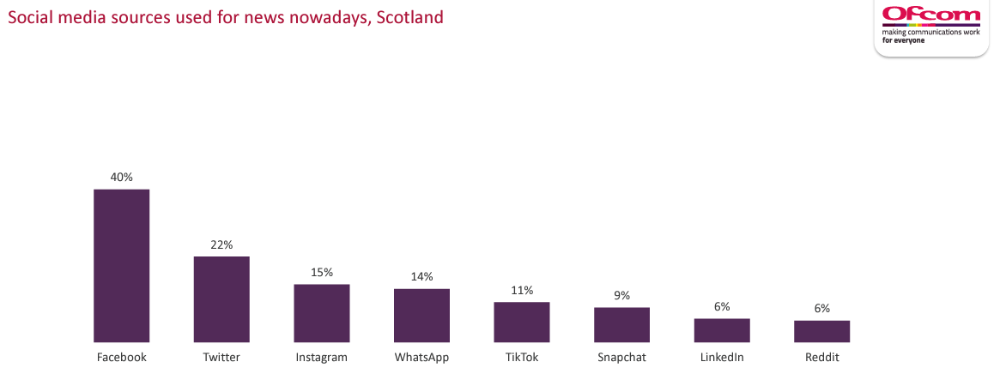 Social media sources used for news nowadays, Scotland
Ofcom
making communications work
for everyone
40%
22%
15%
14%
11%
9%
6%
6%
Facebook
Twitter
Instagram
WhatsApp
TikTok
Snapchat
LinkedIn
Reddit